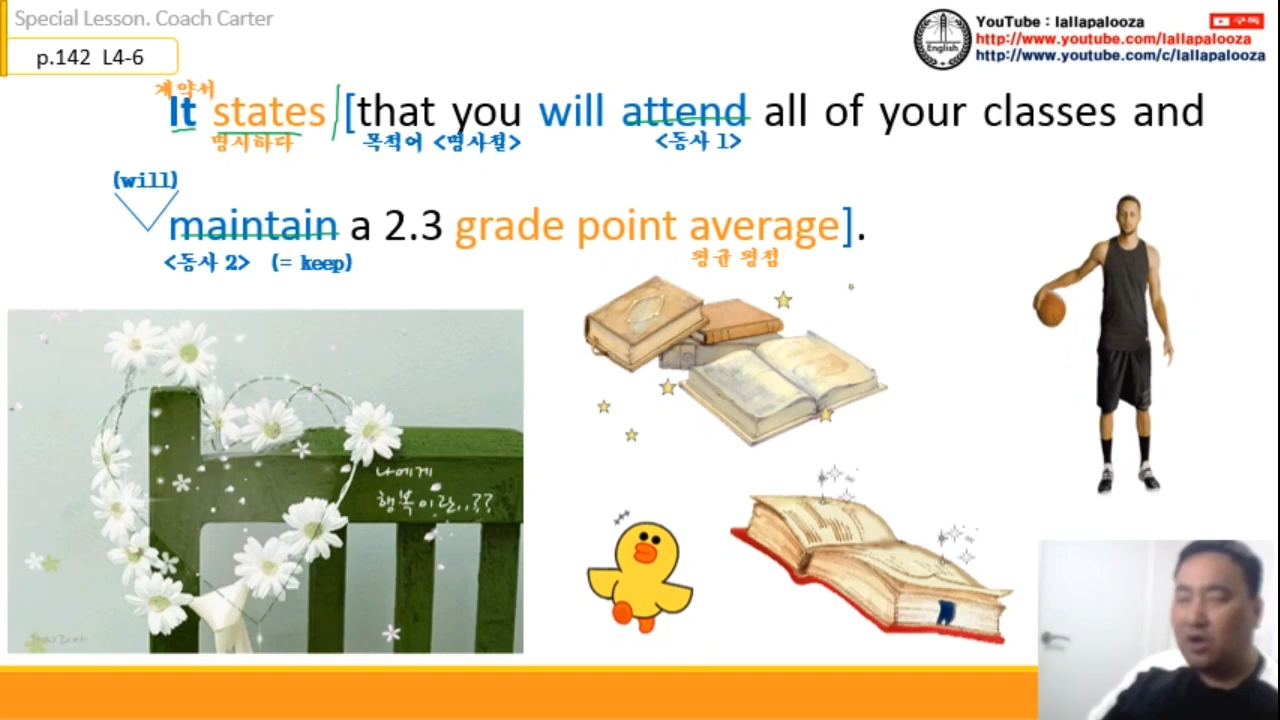 Special Lesson. Coach Carter
p.142 L4-6
YouTube : lallapalooza
구독
http://www.youtube.com/lallapalooza
http://www.youtube.com/c/lallapalooza
English
계약서
It states [that you will attend all of your classes and
명시하다 목적어 <명사절> <동사 1>
(will)
maintain a 2.3 grade point average].
<동사 2> (= keep) 평균 평점
나에게
행복이란..??